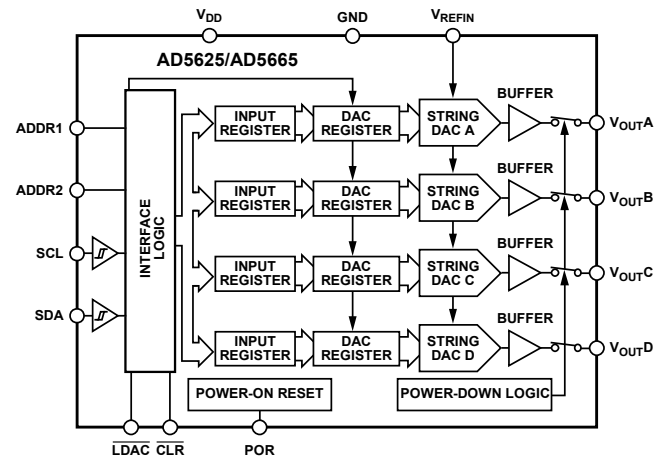 VDD
GND
VREFIN
AD5625/AD5665
BUFFER
ADDR1
INPUT
REGISTER
DAC
REGISTER
STRING
DAC A
VOUTA
BUFFER
ADDR2
INPUT
REGISTER
DAC
REGISTER
STRING
DAC B
VOUTB
INTERFACE
LOGIC
BUFFER
SCL
INPUT
REGISTER
DAC
REGISTER
STRING
DAC C
VOUTC
BUFFER
SDA
INPUT
REGISTER
DAC
REGISTER
STRING
DAC D
VOUTD
POWER-ON RESET
POWER-DOWN LOGIC
LDAC
CLR
POR